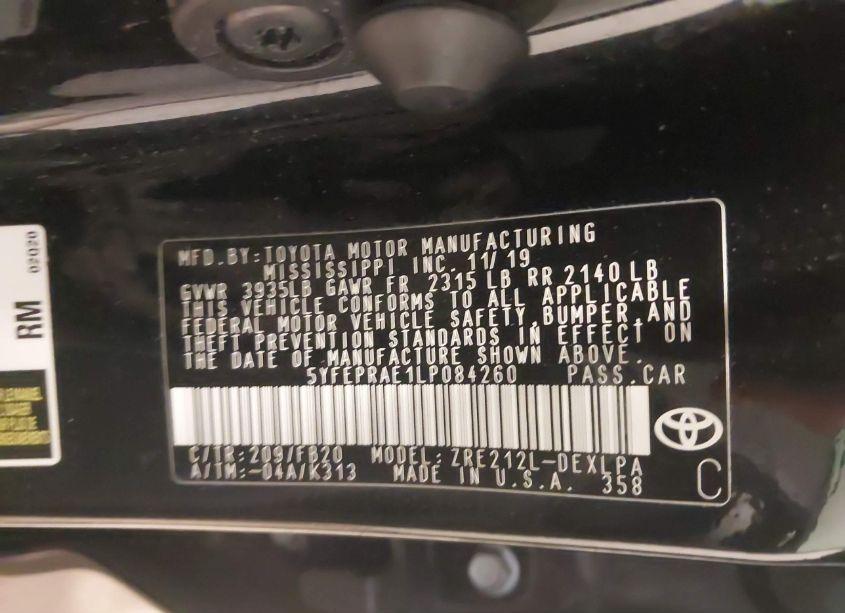 MFD. BY: TOYOTA MOTOR MANUFACTURING
MISSISSIPPI INC. 11/19
GVWR 3935LB GAWR FR 2315 LB RR 2140 LB
THIS VEHICLE CONFORMS TO ALL APPLICABLE
FEDERAL MOTOR VEHICLE SAFETY, BUMPER, AND
THEFT PREVENTION STANDARDS IN EFFECT ON
THE DATE OF MANUFACTURE SHOWN ABOVE.
5YFEPRAE1LP084260 PASS. CAR
C/TR: 209/FB20 MODEL: ZRE212L-DEXLPA
A/TM: -04A/K313 MADE IN U.S.A. 358
C
RM
02020